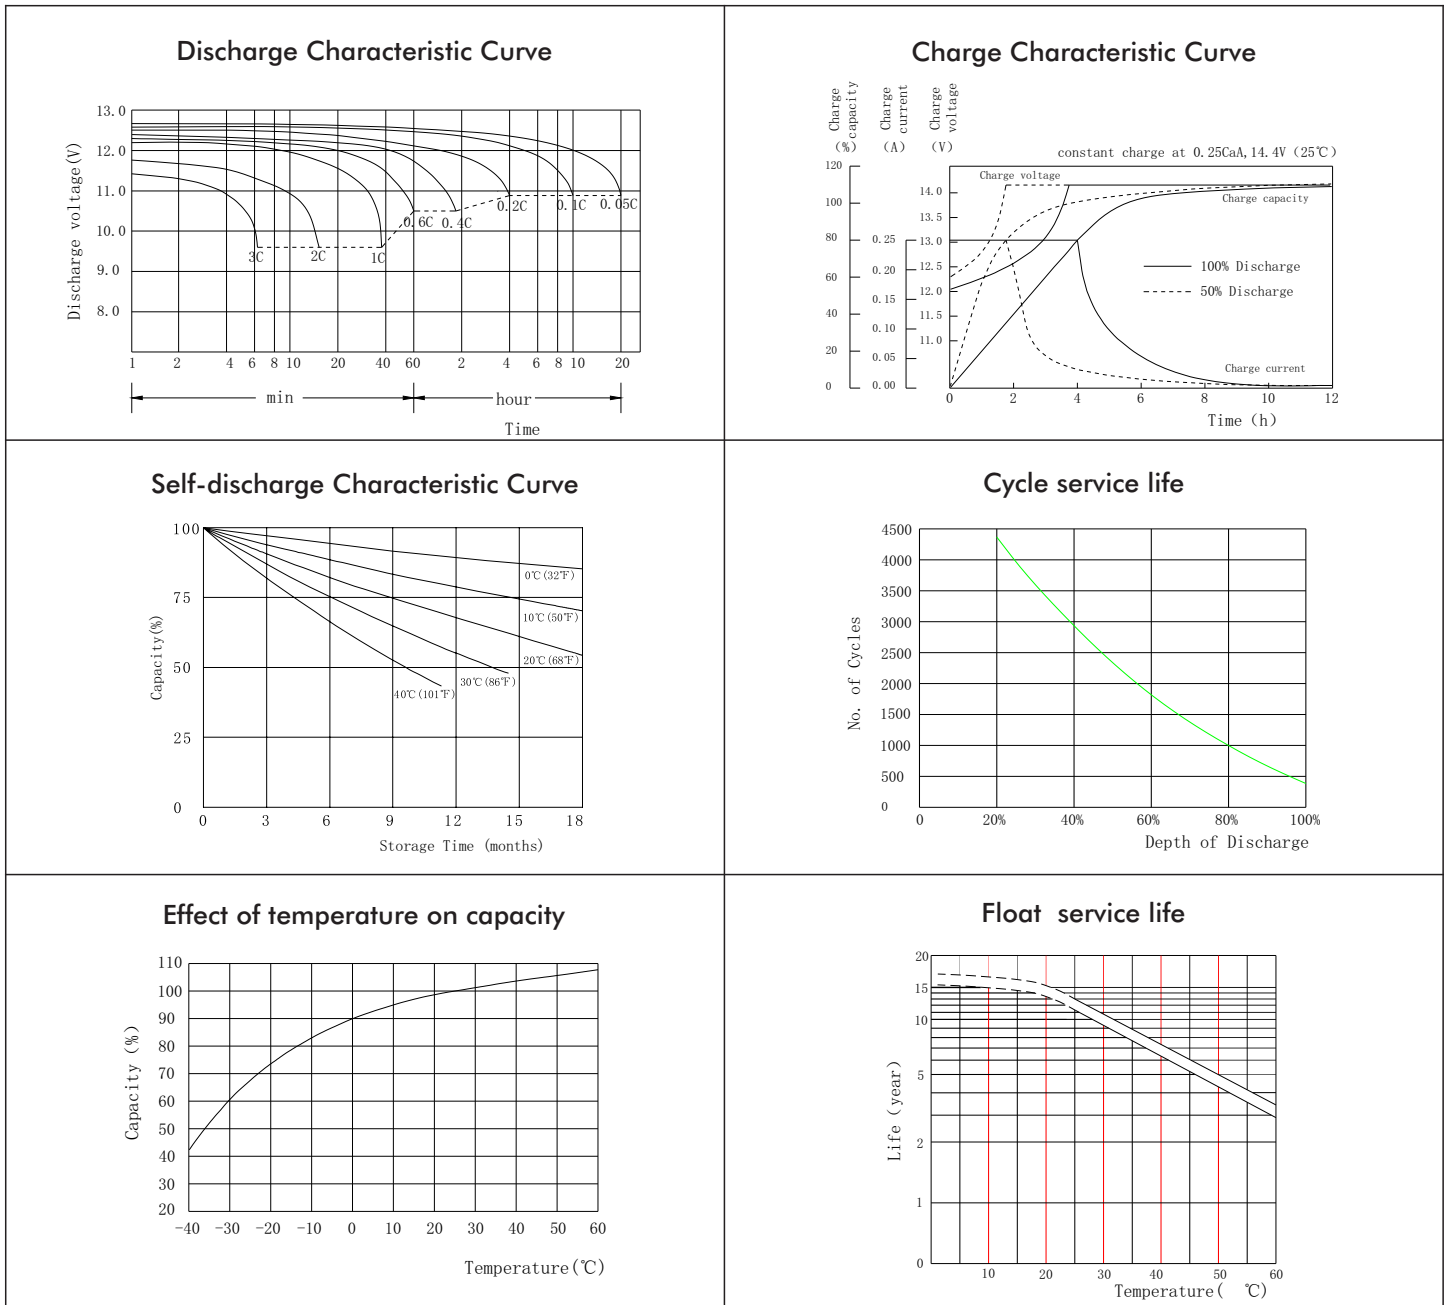 Discharge Characteristic Curve
Discharge voltage(V)
13.0
12.0
11.0
10.0
9.0
8.0
3C
2C
1C
0.6C
0.4C
0.2C
0.1C
0.05C
1 2 4 6 8 10 20 40 60 2 4 6 8 10 20
min
hour
Time
Charge Characteristic Curve
Charge capacity
Charge current
Charge voltage
(%) (A) (V)
constant charge at 0.25CaA,14.4V (25℃)
120
100
80
60
40
20
0
0.25
0.20
0.15
0.10
0.05
0.00
14.0
13.5
13.0
12.5
12.0
11.5
11.0
Charge voltage
Charge capacity
100% Discharge
50% Discharge
Charge current
0 2 4 6 8 10 12
Time (h)
Self-discharge Characteristic Curve
Capacity(%)
100
75
50
25
0
0℃(32℉)
10℃(50℉)
20℃(68℉)
30℃(86℉)
40℃(101℉)
0 3 6 9 12 15 18
Storage Time (months)
Cycle service life
No. of Cycles
4500
4000
3500
3000
2500
2000
1500
1000
500
0
0 20% 40% 60% 80% 100%
Depth of Discharge
Effect of temperature on capacity
Capacity (%)
110
100
90
80
70
60
50
40
30
20
-40 -30 -20 -10 0 10 20 30 40 50 60
Temperature(℃)
Float service life
Life (year)
20
15
10
5
2
1
0
10 20 30 40 50 60
Temperature( ℃)